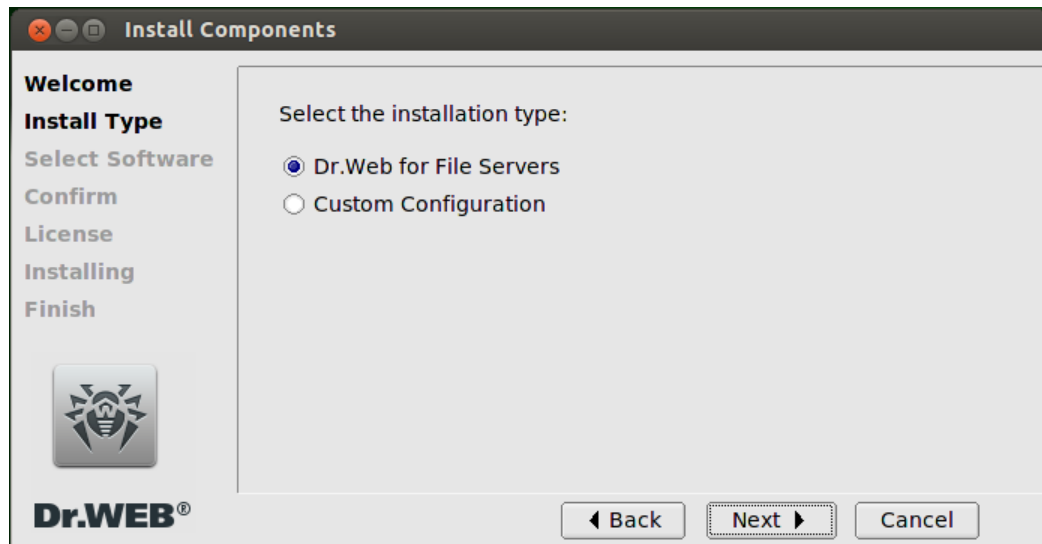 Install Components
Welcome
Install Type
Select Software
Confirm
License
Installing
Finish
Select the installation type:
Dr.Web for File Servers
Custom Configuration
Dr.WEB®
Back
Next
Cancel